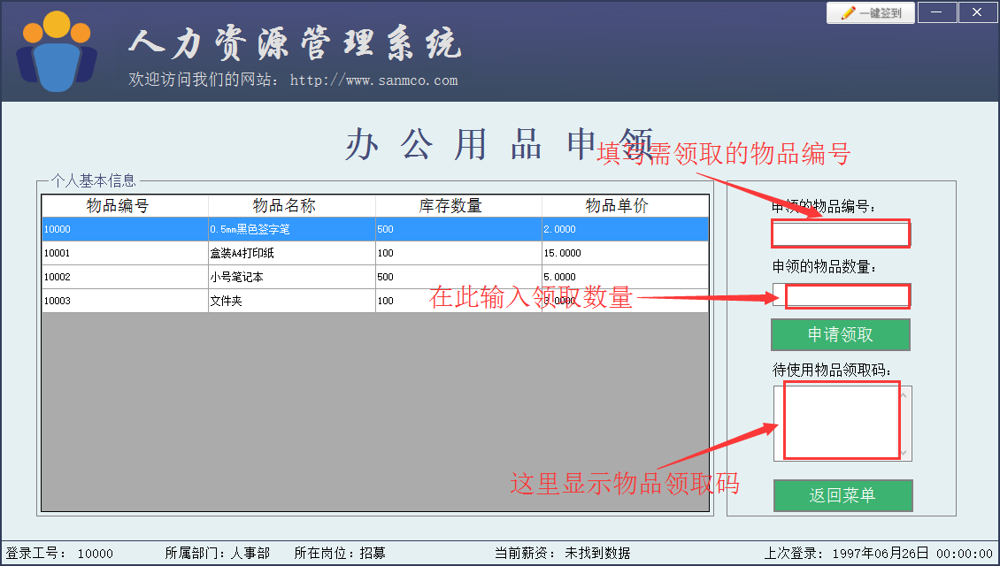 一键签到
人力资源管理系统
欢迎访问我们的网站: http://www.sanmco.com
办公用品申领
填写需领取的物品编号
个人基本信息
物品编号 物品名称 库存数量 物品单价
10000 0.5mm黑色签字笔 500 2.0000
10001 盒装A4打印纸 100 15.0000
10002 小号笔记本 500 5.0000
10003 文件夹 100
在此输入领取数量
申领的物品编号:
申领的物品数量:
申请领取
待使用物品领取码:
这里显示物品领取码
返回菜单
登录工号: 10000 所属部门: 人事部 所在岗位: 招募 当前薪资: 未找到数据 上次登录: 1997年06月26日 00:00:00